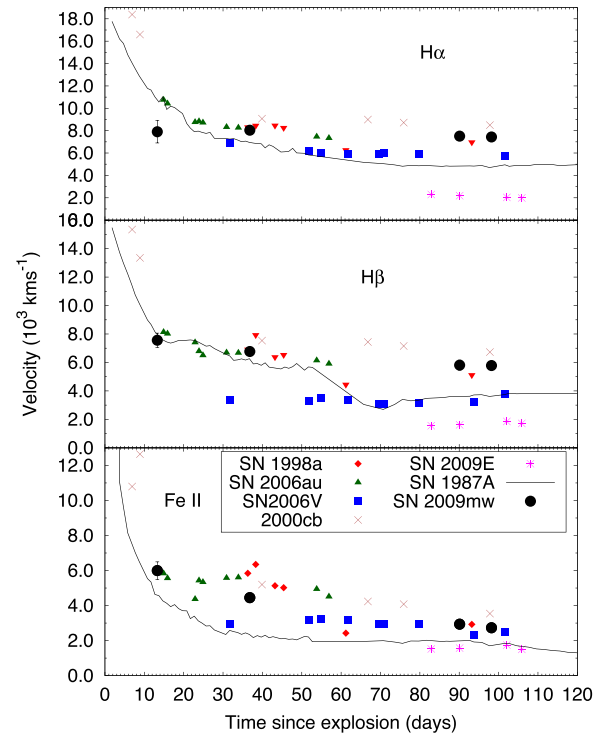 18.0
16.0
14.0
12.0
10.0
8.0
6.0
4.0
2.0
0.0
Hα
16.0
14.0
12.0
10.0
8.0
6.0
4.0
2.0
0.0
Hβ
Velocity (10³ kms⁻¹)
12.0
10.0
8.0
6.0
4.0
2.0
0.0
Fe II
SN 1998a
SN 2006au
SN2006V
2000cb
SN 2009E
SN 1987A
SN 2009mw
0 10 20 30 40 50 60 70 80 90 100 110 120
Time since explosion (days)